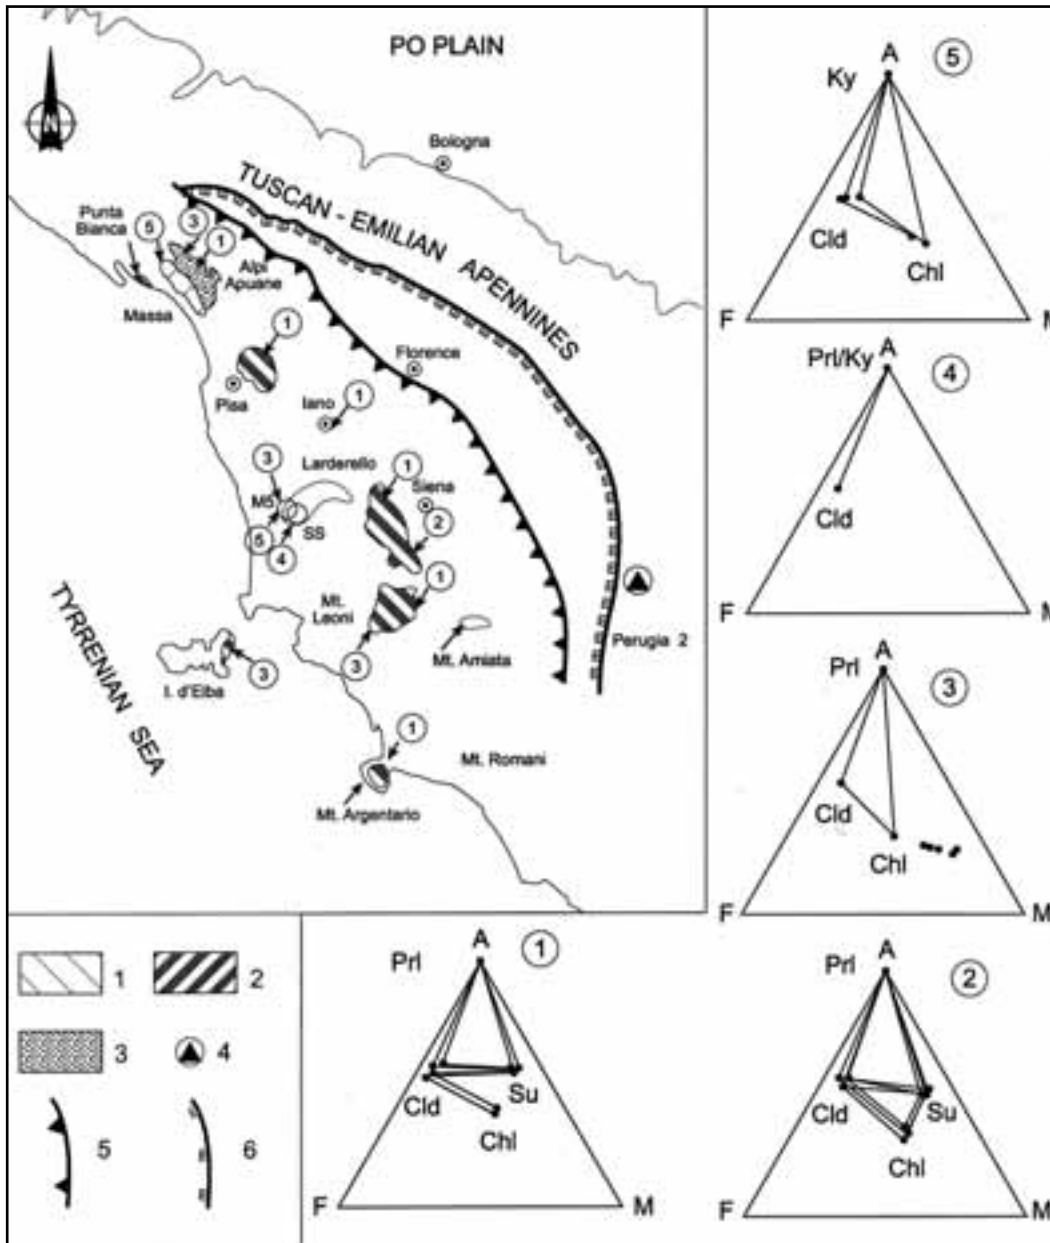 PO PLAIN
N
Bologna
TUSCAN - EMILIAN APENNINES
Punta
Bianca
5
3
1
Alpi
Apuane
Massa
1
Florence
Pisa
Iano
1
3
Larderello
1
M5
Siena
SS
5
4
2
1
Mt.
Leoni
TYRRENIAN SEA
3
Mt. Amiata
Perugia 2
3
I. d'Elba
1
Mt. Romani
Mt. Argentario
A
5
Ky
Cld
Chl
F
M
A
Prl/Ky
4
Cld
F
M
A
Prl
3
Cld
Chl
F
M
1
2
3
4
5
6
A
1
Prl
Cld
Su
Chl
F
M
A
Prl
2
Cld
Su
Chl
F
M